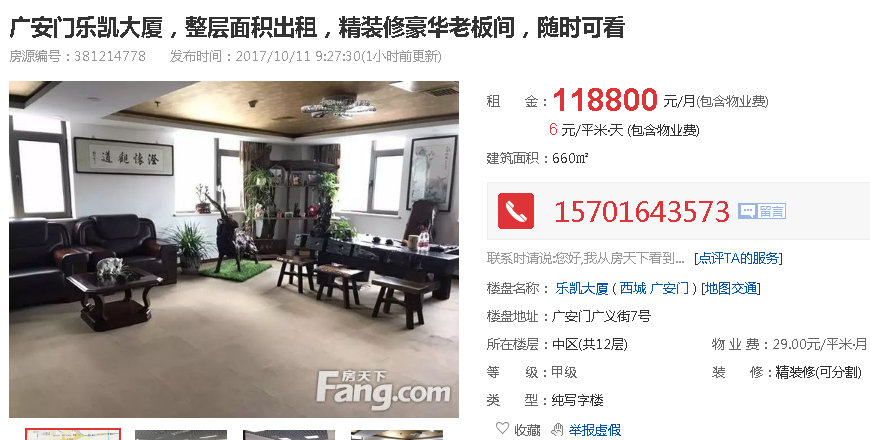 广安门乐凯大厦，整层面积出租，精装修豪华老板间，随时可看
房源编号：381214778 发布时间：2017/10/11 9:27:30(1小时前更新)
租 金：118800 元/月(包含物业费)
6 元/平米·天 (包含物业费)
建筑面积：660㎡
15701643573 留言
联系时请说:您好,我从房天下看到... [点评TA的服务]
楼盘名称： 乐凯大厦 ( 西城 广安门 ) [地图交通]
楼盘地址：广安门广义街7号
所在楼层：中区(共12层) 物 业 费：29.00元/平米·月
等 级：甲级 装 修：精装修(可分割)
类 型：纯写字楼
收藏 举报虚假
道觀懐澄
房天下
Fang.com